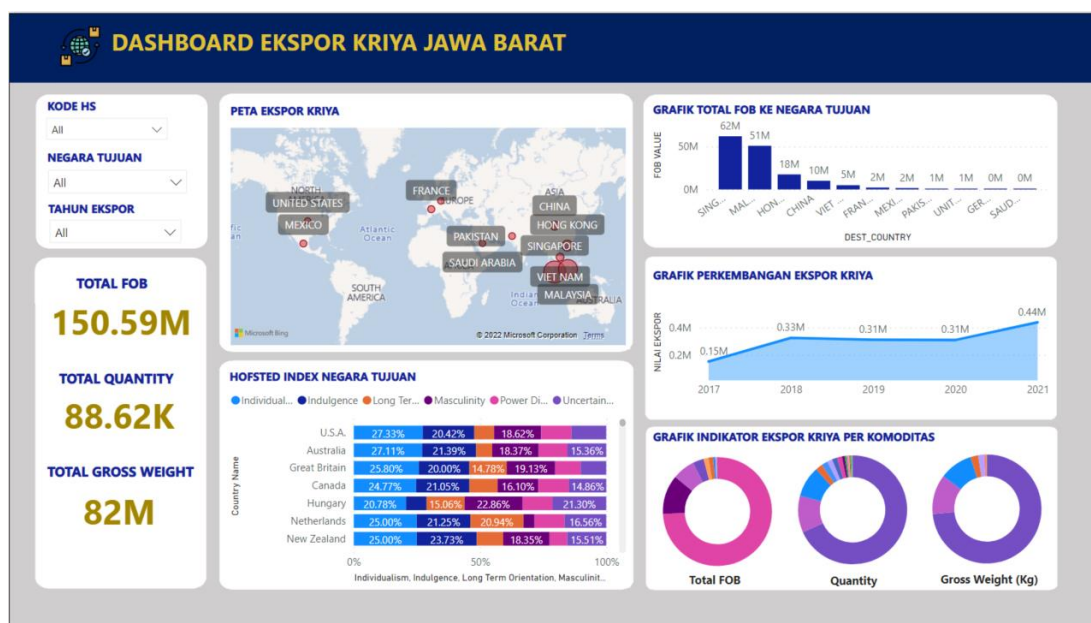 DASHBOARD EKSPOR KRIYA JAWA BARAT
KODE HS
All
NEGARA TUJUAN
All
TAHUN EKSPOR
All
TOTAL FOB
150.59M
TOTAL QUANTITY
88.62K
TOTAL GROSS WEIGHT
82M
PETA EKSPOR KRIYA
NORTH
UNITED STATES
MEXICO
Atlantic
Ocean
SOUTH
AMERICA
FRANCE
EUROPE
ASIA
CHINA
HONG KONG
PAKISTAN
SINGAPORE
SAUDI ARABIA
VIET NAM
Indian
Ocean
MALAYSIA
AUSTRALIA
Microsoft Bing
© 2022 Microsoft Corporation Terms
HOFSTED INDEX NEGARA TUJUAN
Individual... Indulgence Long Ter... Masculinity Power Di... Uncertain...
Country Name
U.S.A. 27.33% 20.42% 18.62%
Australia 27.11% 21.39% 18.37% 15.36%
Great Britain 25.80% 20.00% 14.78% 19.13%
Canada 24.77% 21.05% 16.10% 14.86%
Hungary 20.78% 15.06% 22.86% 21.30%
Netherlands 25.00% 21.25% 20.94% 16.56%
New Zealand 25.00% 23.73% 18.35% 15.51%
0% 50% 100%
Individualism, Indulgence, Long Term Orientation, Masculinit...
GRAFIK TOTAL FOB KE NEGARA TUJUAN
FOB VALUE
50M
0M
62M 51M 18M 10M 5M 2M 2M 1M 1M 0M 0M
SING... MAL... HON... CHINA VIET ... FRAN... MEXI... PAKIS... UNIT... GER... SAUD...
DEST_COUNTRY
GRAFIK PERKEMBANGAN EKSPOR KRIYA
NILAI EKSPOR
0.4M
0.2M
0.15M 0.33M 0.31M 0.31M 0.44M
2017 2018 2019 2020 2021
GRAFIK INDIKATOR EKSPOR KRIYA PER KOMODITAS
Total FOB Quantity Gross Weight (Kg)